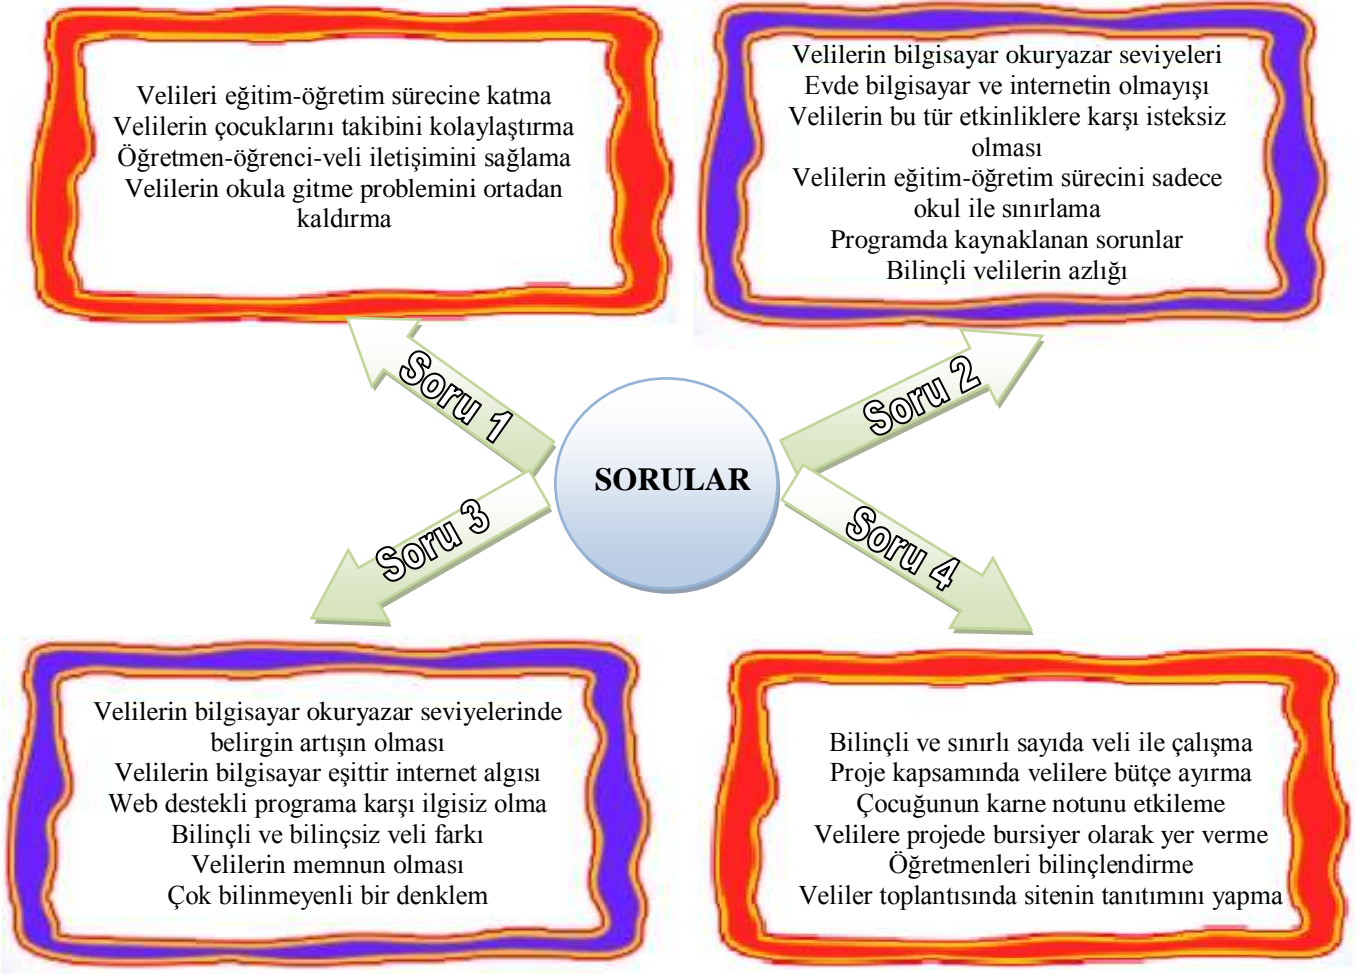 Velileri eğitim-öğretim sürecine katma
Velilerin çocuklarını takibini kolaylaştırma
Öğretmen-öğrenci-veli iletişimini sağlama
Velilerin okula gitme problemini ortadan
kaldırma
Velilerin bilgisayar okuryazar seviyeleri
Evde bilgisayar ve internetin olmayışı
Velilerin bu tür etkinliklere karşı isteksiz
olması
Velilerin eğitim-öğretim sürecini sadece
okul ile sınırlama
Programda kaynaklanan sorunlar
Bilinçli velilerin azlığı
Soru 1
Soru 2
SORULAR
Soru 3
Soru 4
Velilerin bilgisayar okuryazar seviyelerinde
belirgin artışın olması
Velilerin bilgisayar eşittir internet algısı
Web destekli programa karşı ilgisiz olma
Bilinçli ve bilinçsiz veli farkı
Velilerin memnun olması
Çok bilinmeyenli bir denklem
Bilinçli ve sınırlı sayıda veli ile çalışma
Proje kapsamında velilere bütçe ayırma
Çocuğunun karne notunu etkileme
Velilere projede bursiyer olarak yer verme
Öğretmenleri bilinçlendirme
Veliler toplantısında sitenin tanıtımını yapma